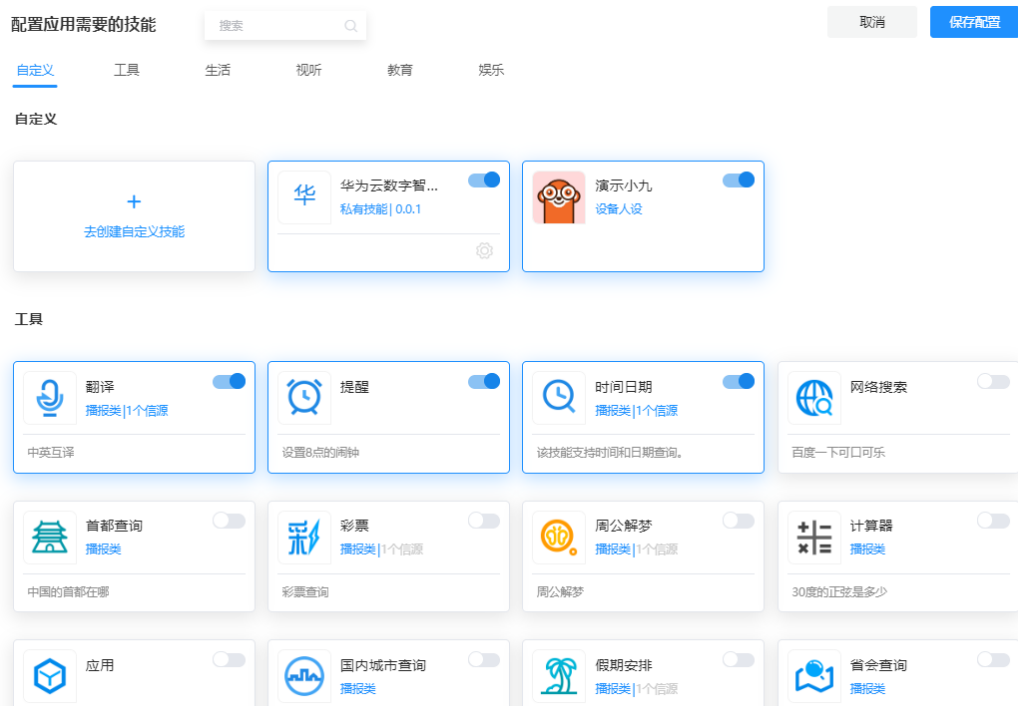 配置应用需要的技能
搜索
取消
保存配置
自定义
工具
生活
视听
教育
娱乐
自定义
+
去创建自定义技能
华
华为云数字智...
私有技能| 0.0.1
演示小九
设备人设
工具
翻译
播报类|1个信源
中英互译
提醒
设置8点的闹钟
时间日期
播报类|1个信源
该技能支持时间和日期查询。
网络搜索
百度一下可口可乐
首都查询
播报类
中国的首都在哪
彩
彩票
播报类|1个信源
彩票查询
周公解梦
播报类|1个信源
周公解梦
计算器
播报类
30度的正弦是多少
应用
国内城市查询
播报类
假期安排
播报类|1个信源
省会查询
播报类